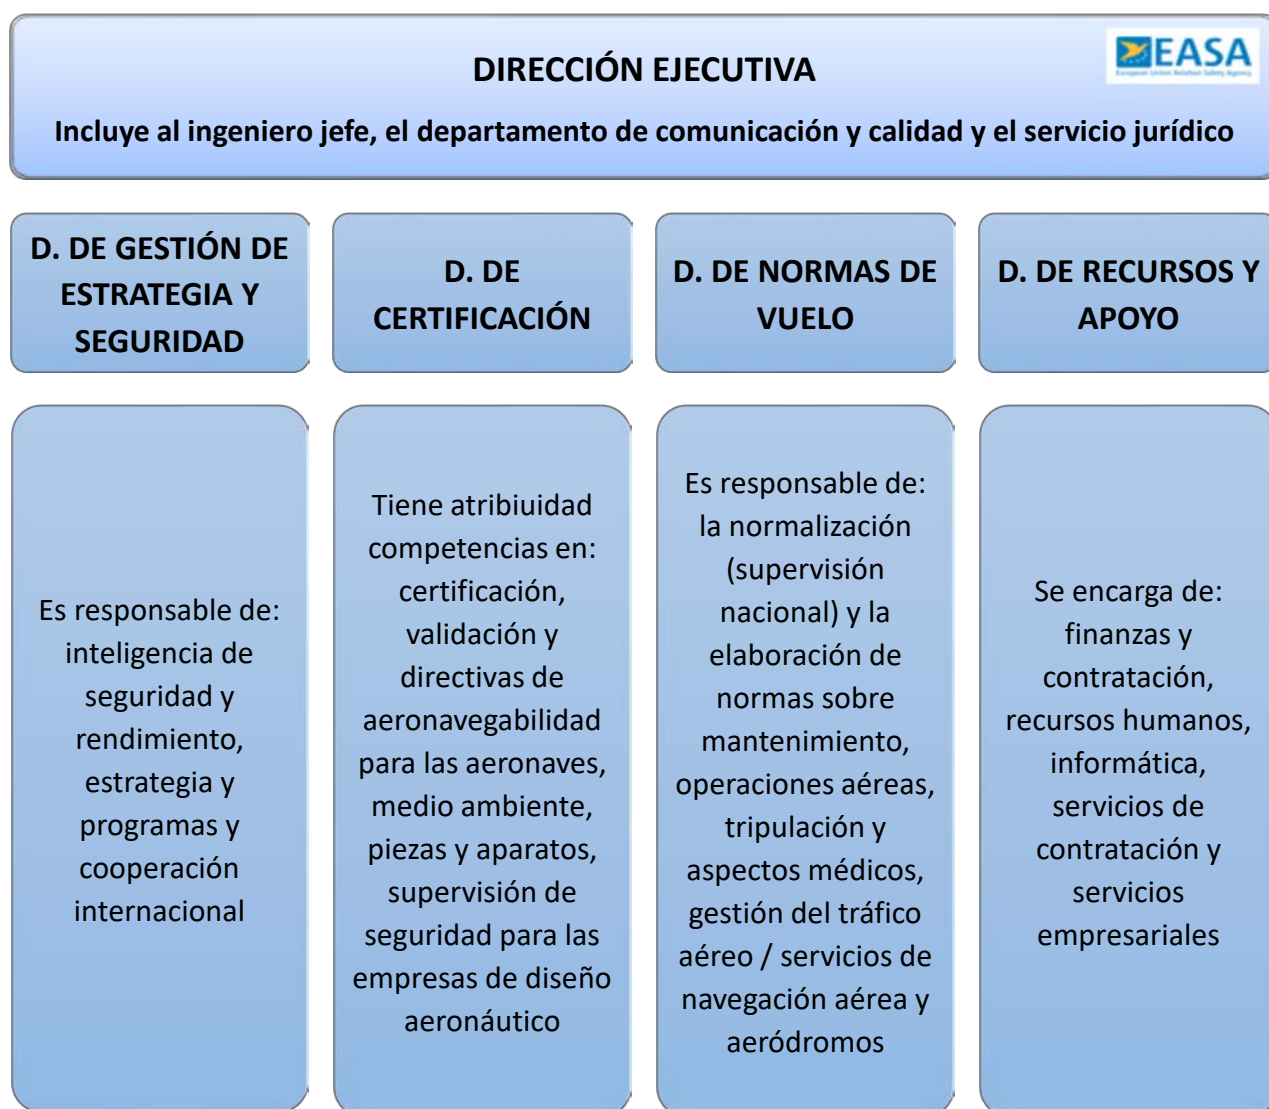 DIRECCIÓN EJECUTIVA
EASA
European Union Aviation Safety Agency
Incluye al ingeniero jefe, el departamento de comunicación y calidad y el servicio jurídico
D. DE GESTIÓN DE
ESTRATEGIA Y
SEGURIDAD
D. DE
CERTIFICACIÓN
D. DE NORMAS DE
VUELO
D. DE RECURSOS Y
APOYO
Es responsable de:
inteligencia de
seguridad y
rendimiento,
estrategia y
programas y
cooperación
internacional
Tiene atribiuidad
competencias en:
certificación,
validación y
directivas de
aeronavegabilidad
para las aeronaves,
medio ambiente,
piezas y aparatos,
supervisión de
seguridad para las
empresas de diseño
aeronáutico
Es responsable de:
la normalización
(supervisión
nacional) y la
elaboración de
normas sobre
mantenimiento,
operaciones aéreas,
tripulación y
aspectos médicos,
gestión del tráfico
aéreo / servicios de
navegación aérea y
aeródromos
Se encarga de:
finanzas y
contratación,
recursos humanos,
informática,
servicios de
contratación y
servicios
empresariales